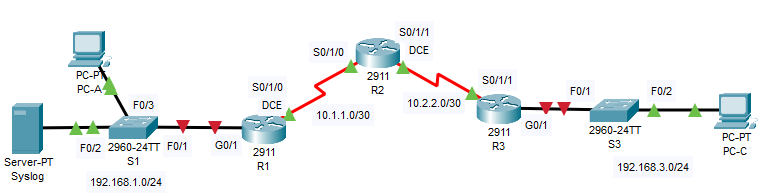 PC-PT
PC-A
F0/3
Server-PT
Syslog
F0/2
2960-24TT
S1
F0/1
G0/1
192.168.1.0/24
S0/1/0
DCE
2911
R1
10.1.1.0/30
S0/1/0
2911
R2
S0/1/1
DCE
10.2.2.0/30
S0/1/1
2911
R3
G0/1
F0/1
2960-24TT
S3
F0/2
192.168.3.0/24
PC-PT
PC-C